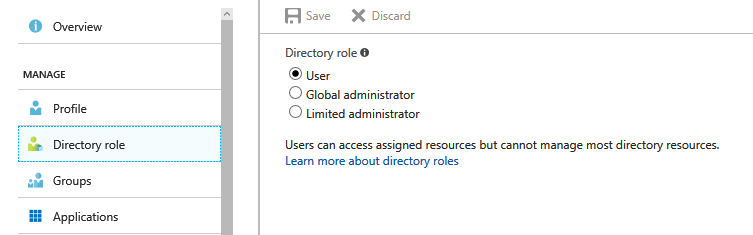 Overview
MANAGE
Profile
Directory role
Groups
Applications
Save Discard
Directory role
User
Global administrator
Limited administrator
Users can access assigned resources but cannot manage most directory resources.
Learn more about directory roles